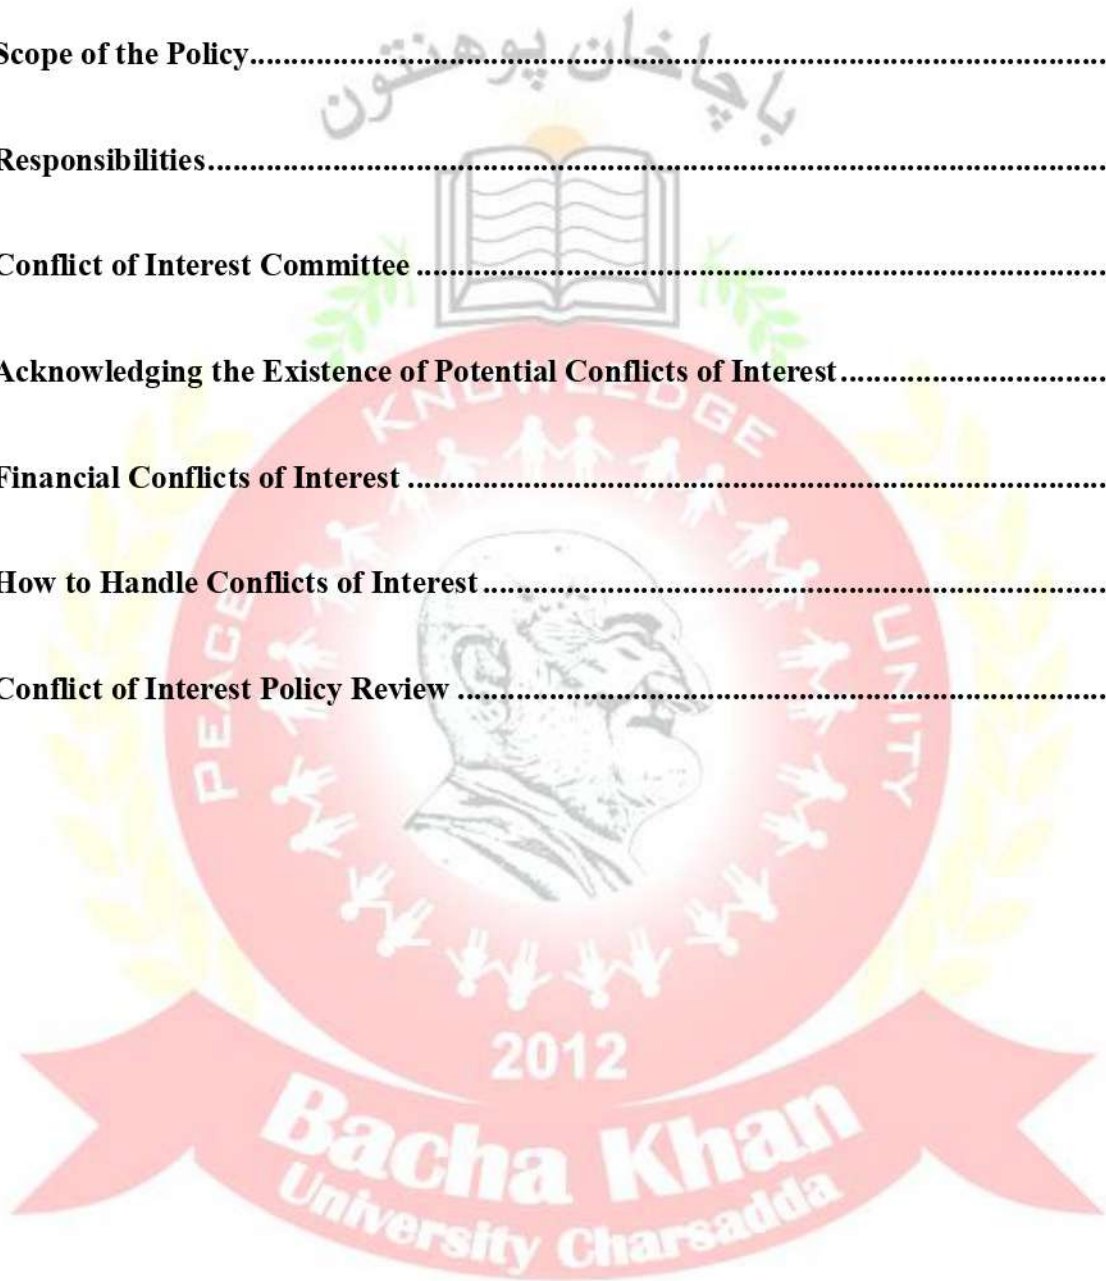 باچاخان پوهنتون
Scope of the Policy..........................................................................................................
Responsibilities...............................................................................................................
Conflict of Interest Committee ....................................................................................
Acknowledging the Existence of Potential Conflicts of Interest................................
Financial Conflicts of Interest .....................................................................................
How to Handle Conflicts of Interest ...........................................................................
Conflict of Interest Policy Review ..............................................................................
KNOWLEDGE
PEACE
UNITY
2012
Bacha Khan
University Charsadda